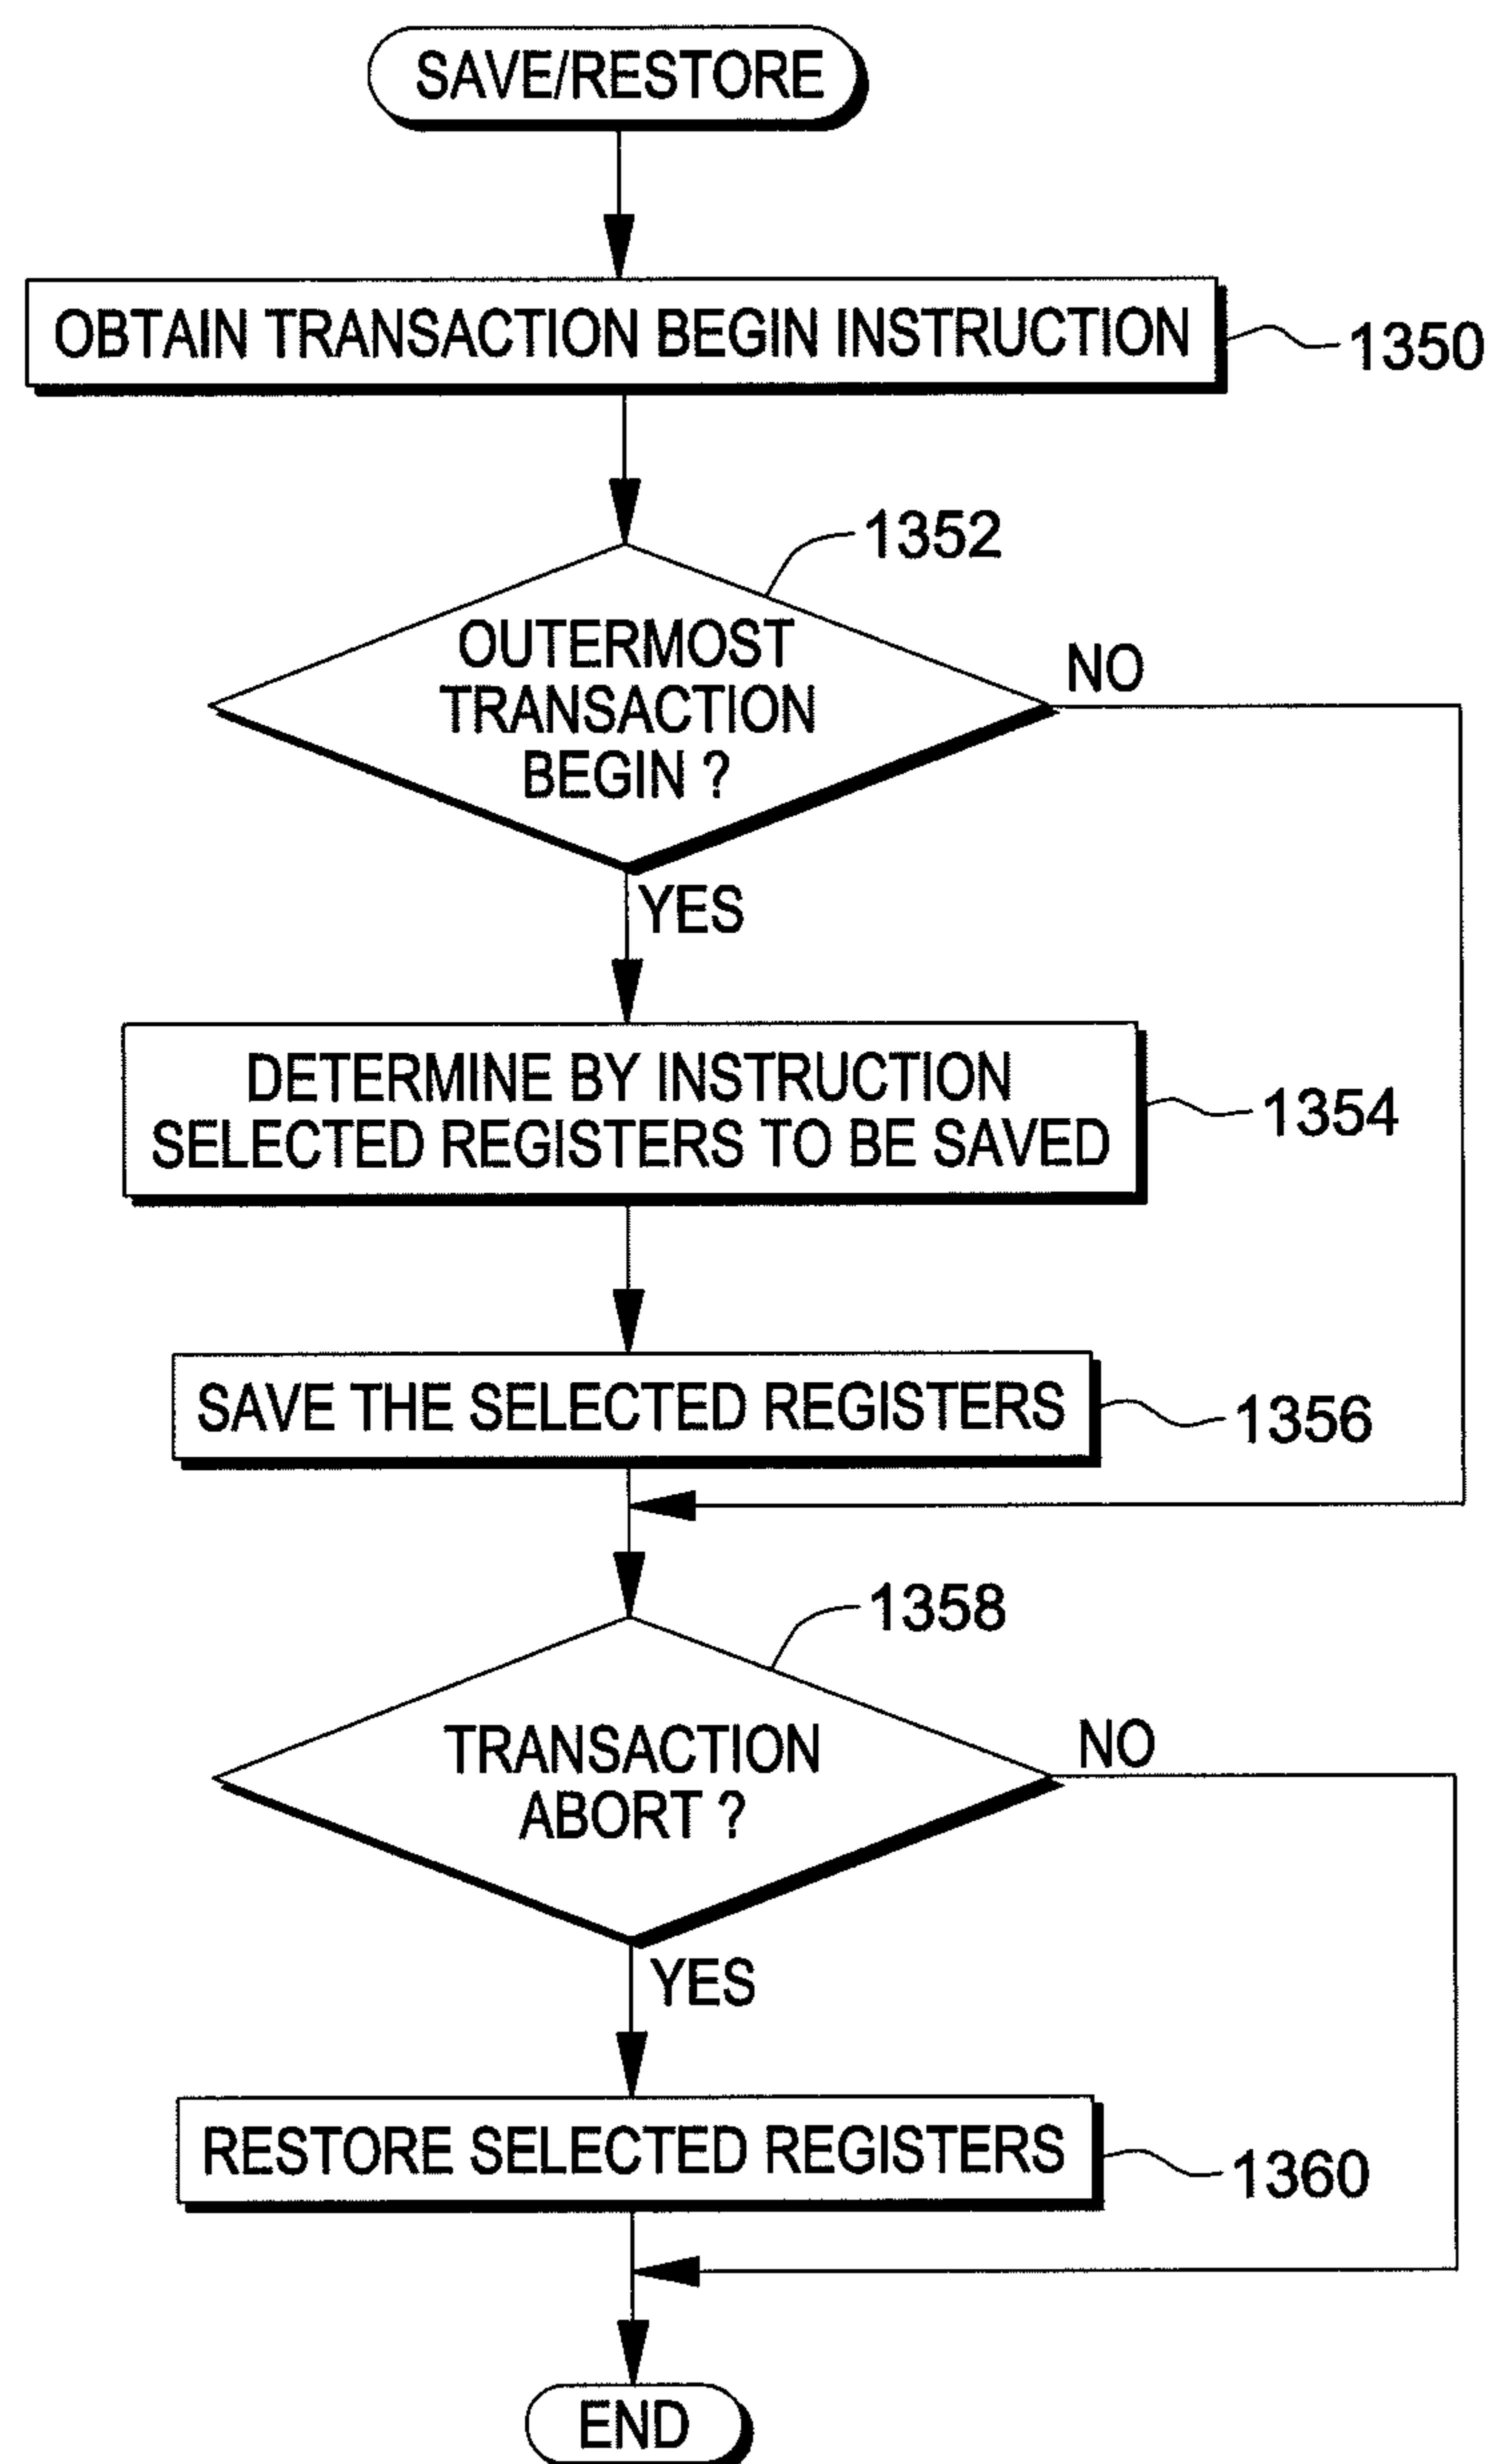 SAVE/RESTORE
OBTAIN TRANSACTION BEGIN INSTRUCTION
1350
1352
OUTERMOST
TRANSACTION
BEGIN ?
NO
YES
DETERMINE BY INSTRUCTION
SELECTED REGISTERS TO BE SAVED
1354
SAVE THE SELECTED REGISTERS
1356
1358
TRANSACTION
ABORT ?
NO
YES
RESTORE SELECTED REGISTERS
1360
END